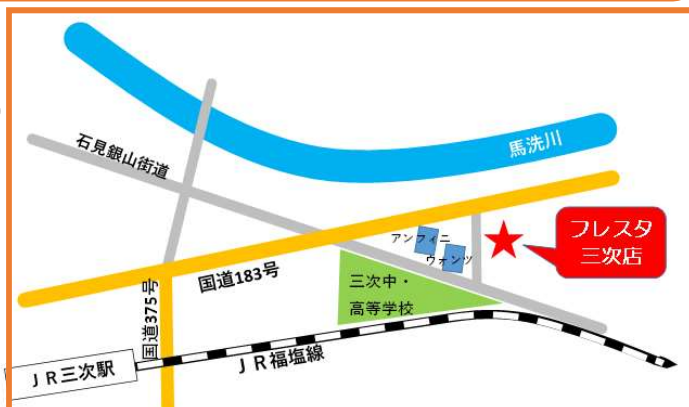 石見銀山街道
馬洗川
アンフィニ
ウォンツ
フレスタ
三次店
国道183号
国道375号
三次中・
高等学校
ＪＲ三次駅
ＪＲ福塩線